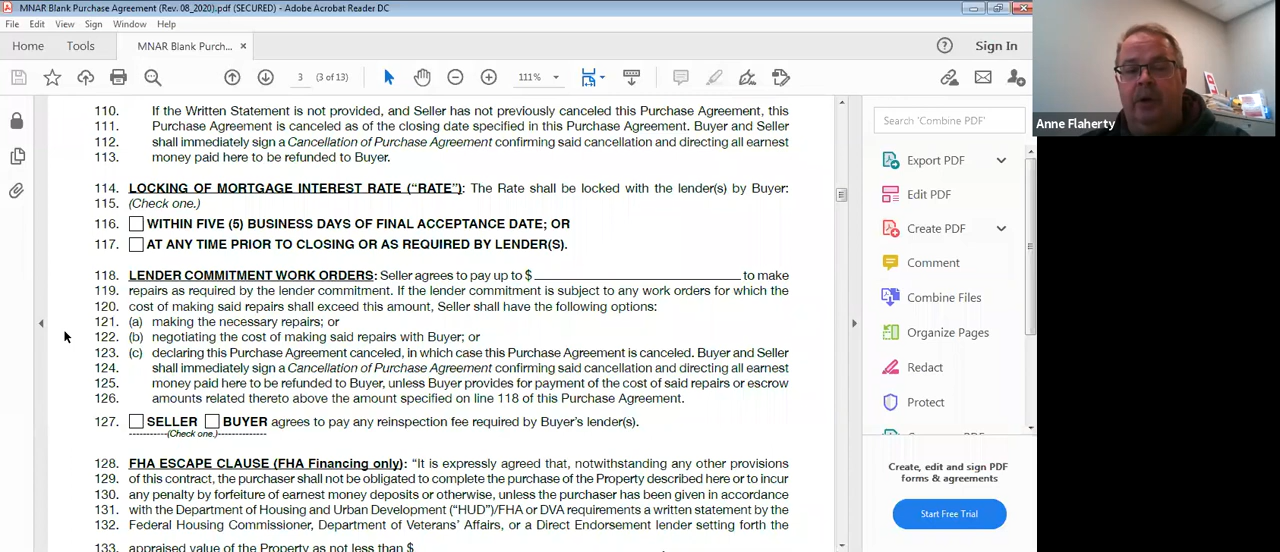 MNAR Blank Purchase Agreement (Rev. 08_2020).pdf (SECURED) - Adobe Acrobat Reader DC
File Edit View Sign Window Help
Home Tools MNAR Blank Purch... × Sign In
3 (3 of 13) 111%
110. If the Written Statement is not provided, and Seller has not previously canceled this Purchase Agreement, this
111. Purchase Agreement is canceled as of the closing date specified in this Purchase Agreement. Buyer and Seller
112. shall immediately sign a Cancellation of Purchase Agreement confirming said cancellation and directing all earnest
113. money paid here to be refunded to Buyer.
114. LOCKING OF MORTGAGE INTEREST RATE ("RATE"): The Rate shall be locked with the lender(s) by Buyer:
115. (Check one.)
116. WITHIN FIVE (5) BUSINESS DAYS OF FINAL ACCEPTANCE DATE; OR
117. AT ANY TIME PRIOR TO CLOSING OR AS REQUIRED BY LENDER(S).
118. LENDER COMMITMENT WORK ORDERS: Seller agrees to pay up to $ ______ to make
119. repairs as required by the lender commitment. If the lender commitment is subject to any work orders for which the
120. cost of making said repairs shall exceed this amount, Seller shall have the following options:
121. (a) making the necessary repairs; or
122. (b) negotiating the cost of making said repairs with Buyer; or
123. (c) declaring this Purchase Agreement canceled, in which case this Purchase Agreement is canceled. Buyer and Seller
124. shall immediately sign a Cancellation of Purchase Agreement confirming said cancellation and directing all earnest
125. money paid here to be refunded to Buyer, unless Buyer provides for payment of the cost of said repairs or escrow
126. amounts related thereto above the amount specified on line 118 of this Purchase Agreement.
127. SELLER BUYER agrees to pay any reinspection fee required by Buyer's lender(s).
-----------(Check one.)--------------
128. FHA ESCAPE CLAUSE (FHA Financing only): "It is expressly agreed that, notwithstanding any other provisions
129. of this contract, the purchaser shall not be obligated to complete the purchase of the Property described here or to incur
130. any penalty by forfeiture of earnest money deposits or otherwise, unless the purchaser has been given in accordance
131. with the Department of Housing and Urban Development ("HUD")/FHA or DVA requirements a written statement by the
132. Federal Housing Commissioner, Department of Veterans' Affairs, or a Direct Endorsement lender setting forth the
133. appraised value of the Property as not less than $
Search 'Combine PDF'
Export PDF
Edit PDF
Create PDF
Comment
Combine Files
Organize Pages
Redact
Protect
Create, edit and sign PDF
forms & agreements
Start Free Trial
Anne Flaherty